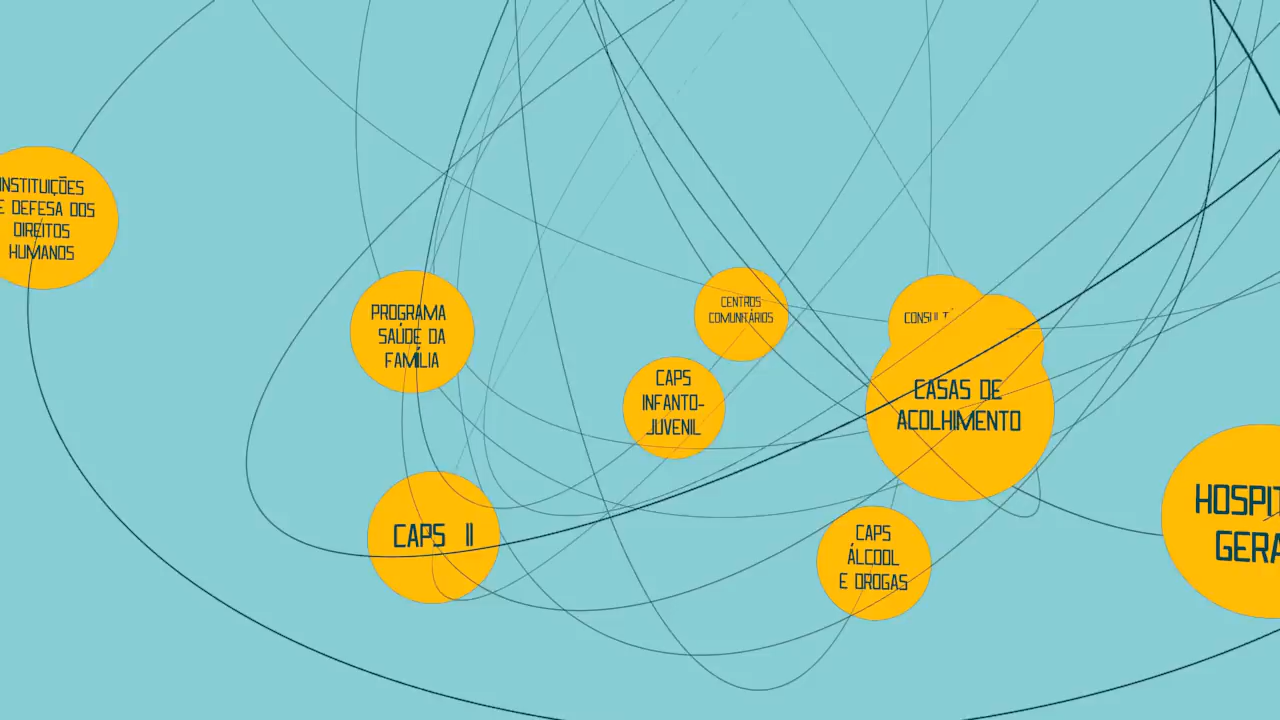 INSTITUIÇÕES
E DEFESA DOS
DIREITOS
HUMANOS
PROGRAMA
SAÚDE DA
FAMÍLIA
CENTROS
COMUNITÁRIOS
CAPS
INFANTO-
JUVENIL
CASAS DE
ACOLHIMENTO
CAPS II
CAPS
ÁLCOOL
E DROGAS
HOSPIT
GERA